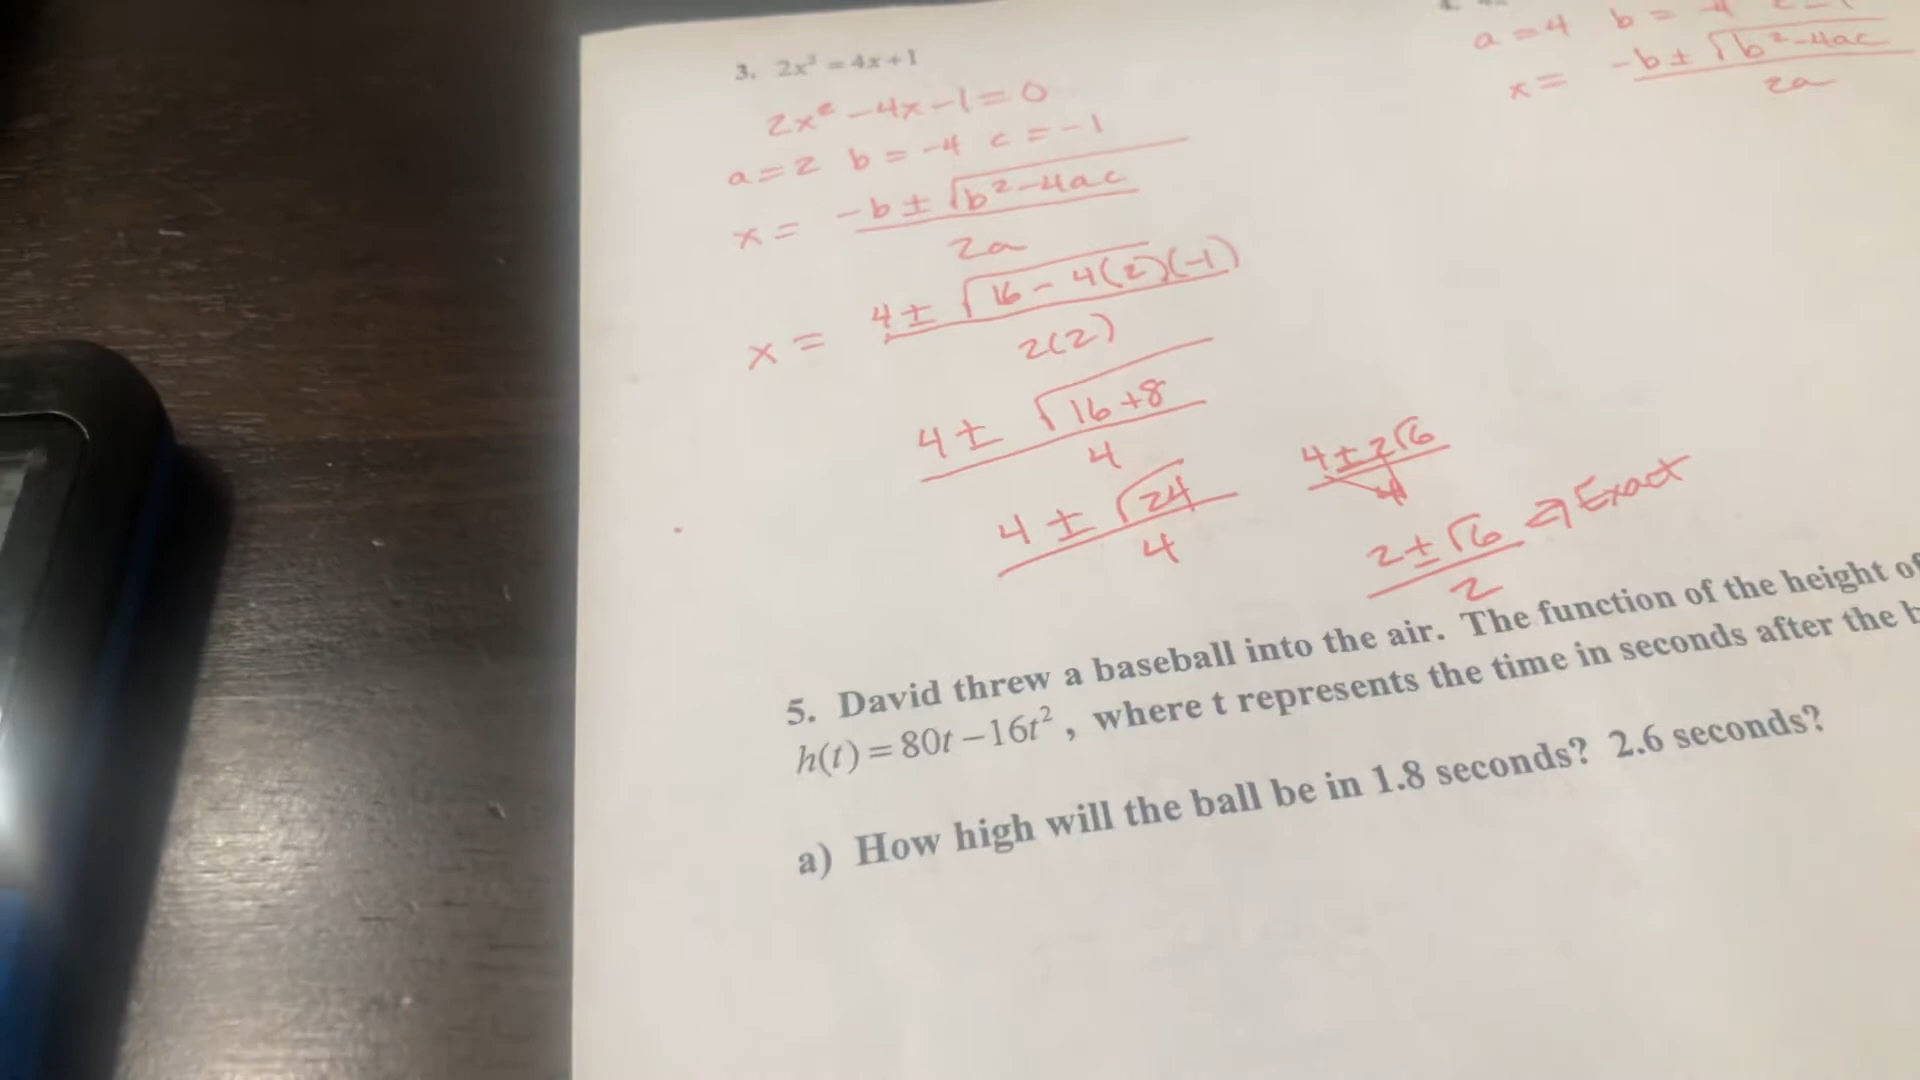 3. 2x² = 4x+1
2x² -4x-1=0
a=2 b=-4 c=-1
x= -b ± √b²-4ac
2a
x= 4± √16-4(2)(-1)
2(2)
4± √16+8
4
4 ± √24
4
4±2√6
4
2±√6 ⇒ Exact
2
a=4 b=
x= -b± √b²-4ac
2a
5. David threw a baseball into the air. The function of the height of
h(t) = 80t – 16t² , where t represents the time in seconds after the
a) How high will the ball be in 1.8 seconds? 2.6 seconds?